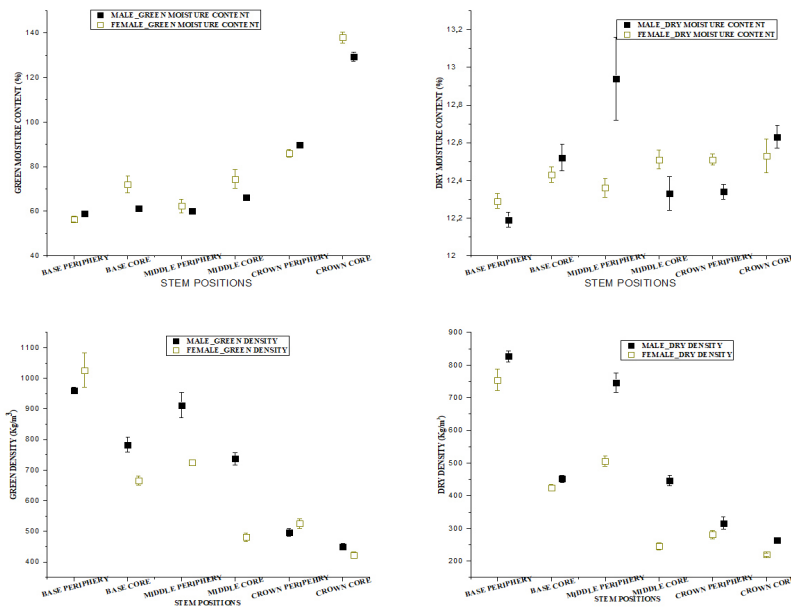 MALE_GREEN MOISTURE CONTENT
FEMALE_GREEN MOISTURE CONTENT
GREEN MOISTURE CONTENT (%)
140
120
100
80
60
40
BASE PERIPHERY
BASE CORE
MIDDLE PERIPHERY
MIDDLE CORE
CROWN PERIPHERY
CROWN CORE
STEM POSITIONS
MALE_DRY MOISTURE CONTENT
FEMALE_DRY MOISTURE CONTENT
DRY MOISTURE CONTENT (%)
13,2
13
12,8
12,6
12,4
12,2
12
BASE PERIPHERY
BASE CORE
MIDDLE PERIPHERY
MIDDLE CORE
CROWN PERIPHERY
CROWN CORE
STEM POSITIONS
MALE_GREEN DENSITY
FEMALE_GREEN DENSITY
GREEN DENSITY (Kg/m³)
1100
1000
900
800
700
600
500
400
BASE PERIPHERY
BASE CORE
MIDDLE PERIPHERY
MIDDLE CORE
CROWN PERIPEHRY
CROWN CORE
STEM POSITIONS
MALE_DRY DENSITY
FEMALE_DRY DENSITY
DRY DENSITY (Kg/m³)
900
800
700
600
500
400
300
200
BASE PERIPHERY
BASE CORE
MIDDLE PERIPHERY
MIDDLE CORE
CROWN PERIPHERY
CROWN CORE
STEM POSITIONS